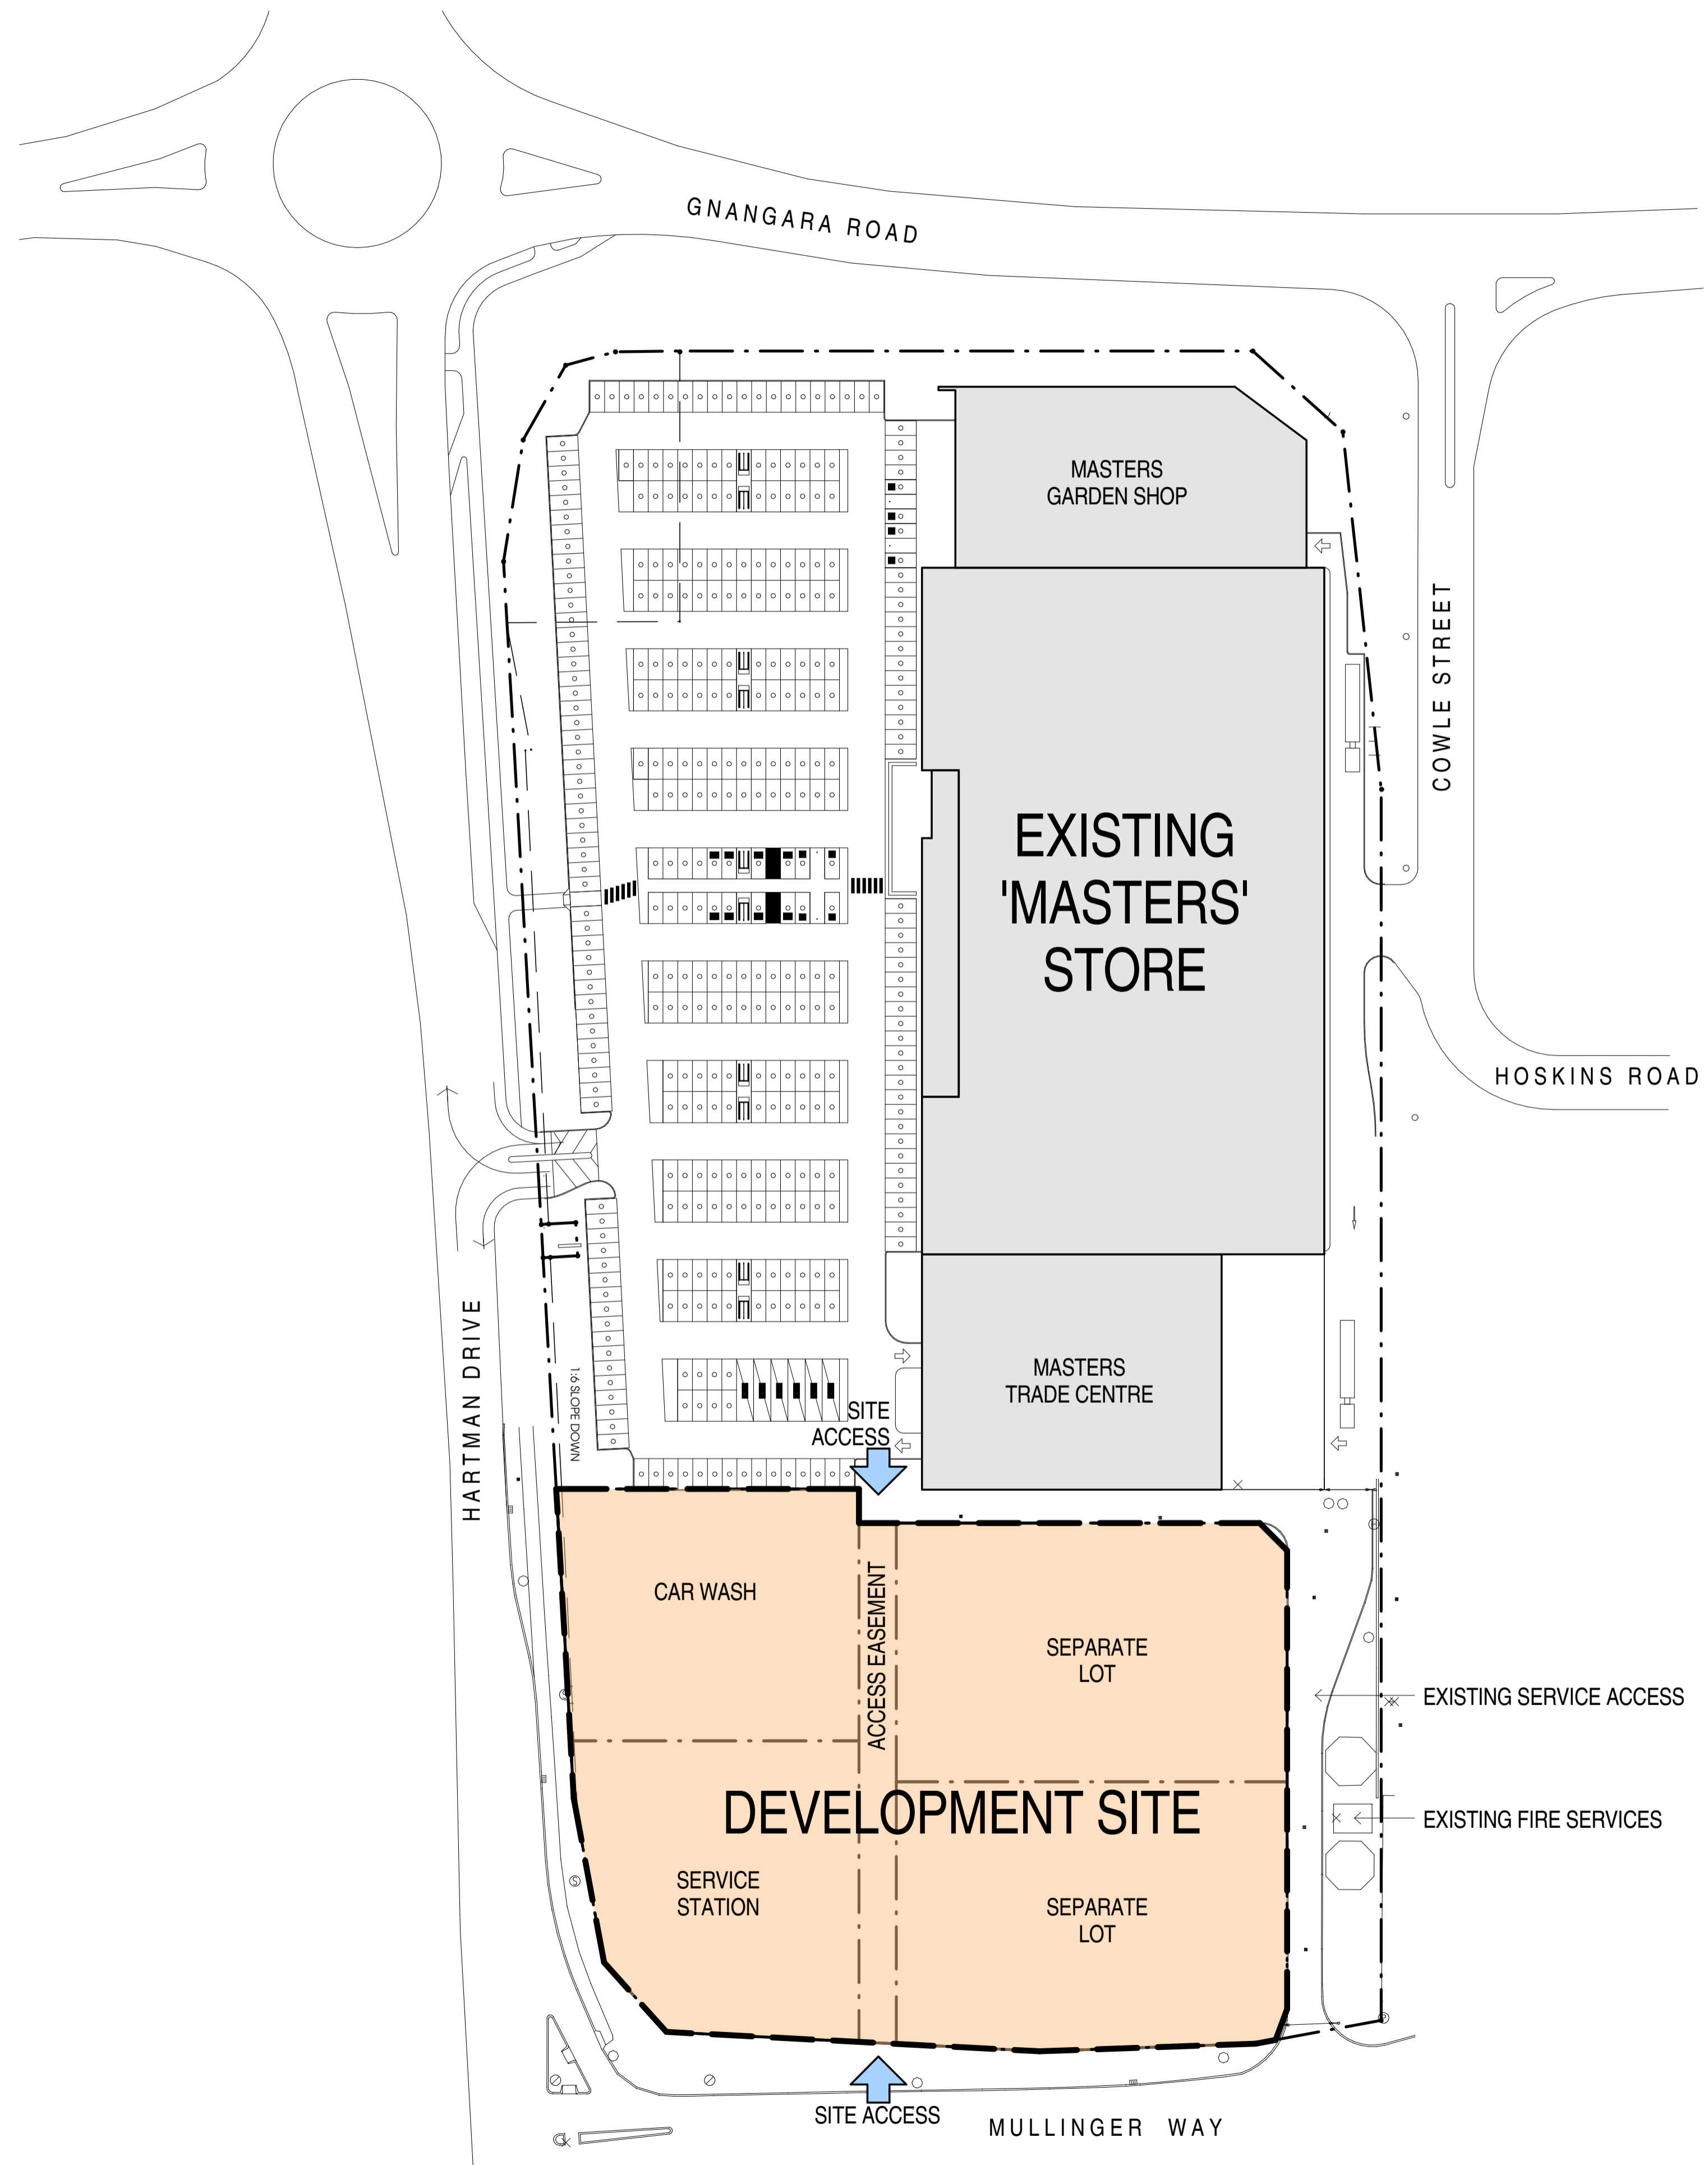 GNANGARA ROAD
MASTERS
GARDEN SHOP
COWLE STREET
EXISTING
'MASTERS'
STORE
HOSKINS ROAD
HARTMAN DRIVE
1:6 SLOPE DOWN
MASTERS
TRADE CENTRE
SITE
ACCESS
CAR WASH
ACCESS EASEMENT
SEPARATE
LOT
EXISTING SERVICE ACCESS
DEVELOPMENT SITE
EXISTING FIRE SERVICES
SERVICE
STATION
SEPARATE
LOT
SITE ACCESS
MULLINGER WAY